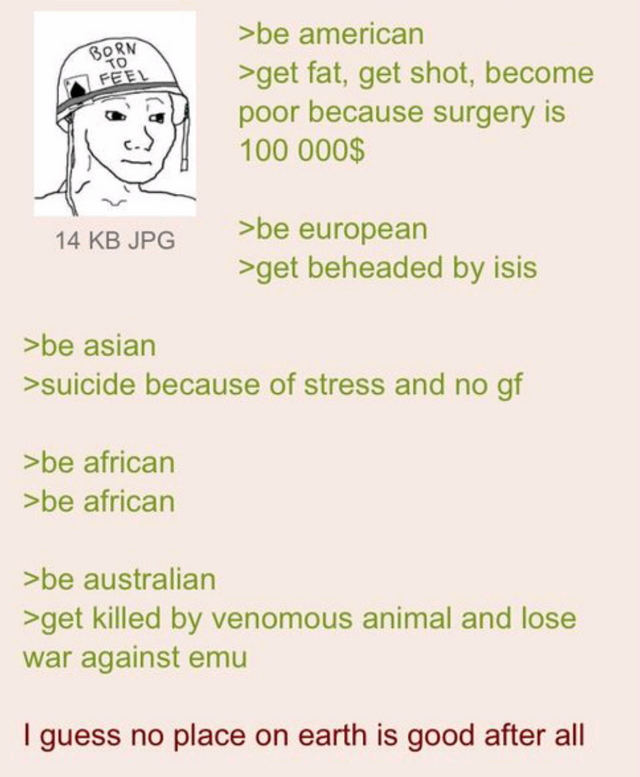 BORN
TO
FEEL
14 KB JPG
>be american
>get fat, get shot, become
poor because surgery is
100 000$
>be european
>get beheaded by isis
>be asian
>suicide because of stress and no gf
>be african
>be african
>be australian
>get killed by venomous animal and lose
war against emu
I guess no place on earth is good after all